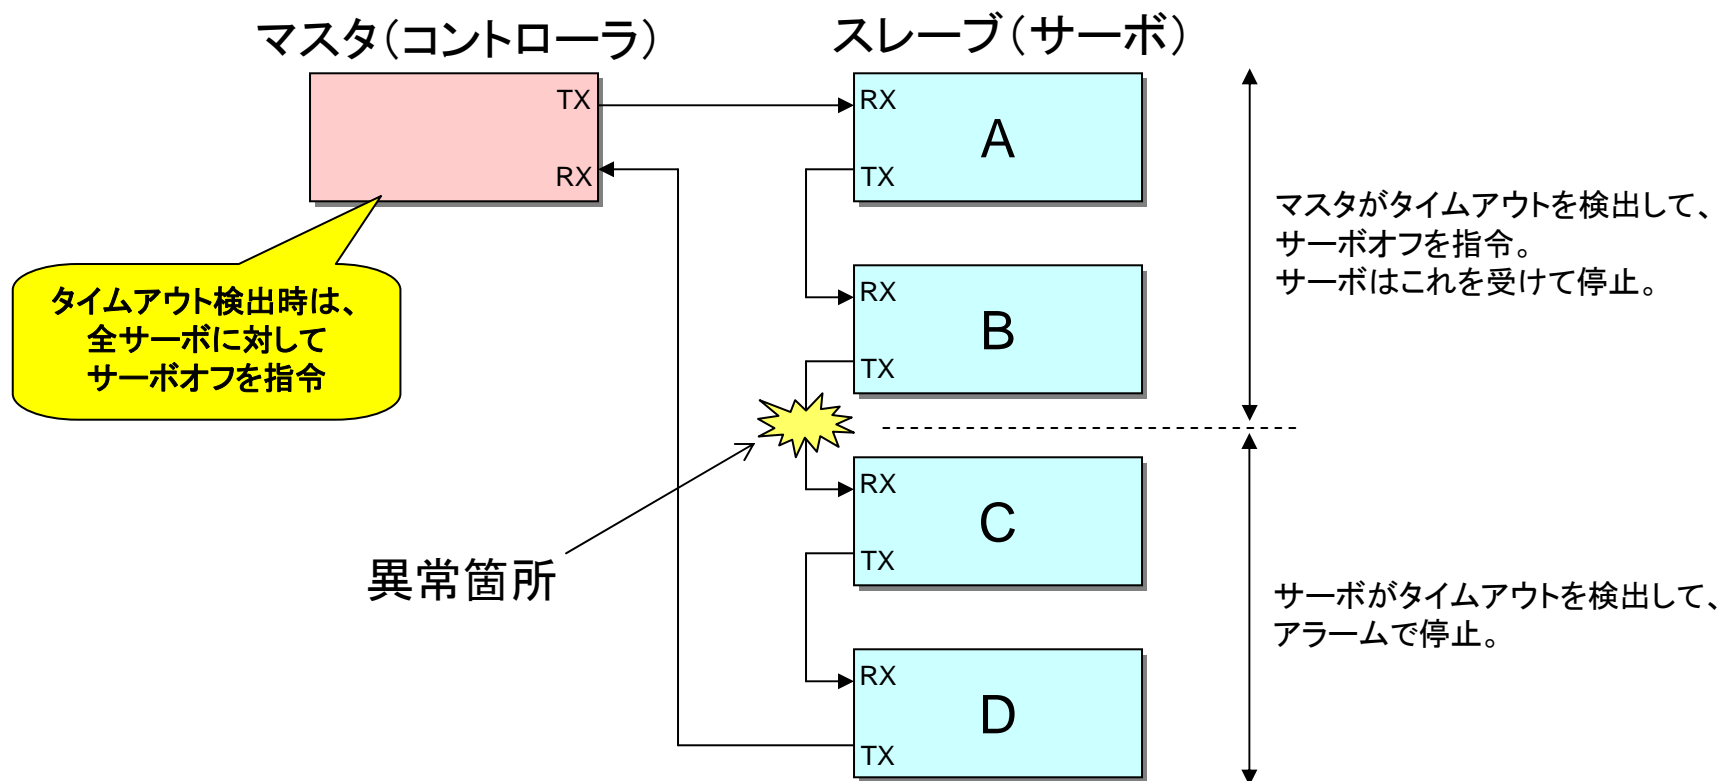 マスタ（コントローラ）
スレーブ（サーボ）
TX
RX
RX
A
TX
マスタがタイムアウトを検出して、
サーボオフを指令。
サーボはこれを受けて停止。
タイムアウト検出時は、
全サーボに対して
サーボオフを指令
RX
B
TX
異常箇所
RX
C
TX
サーボがタイムアウトを検出して、
アラームで停止。
RX
D
TX